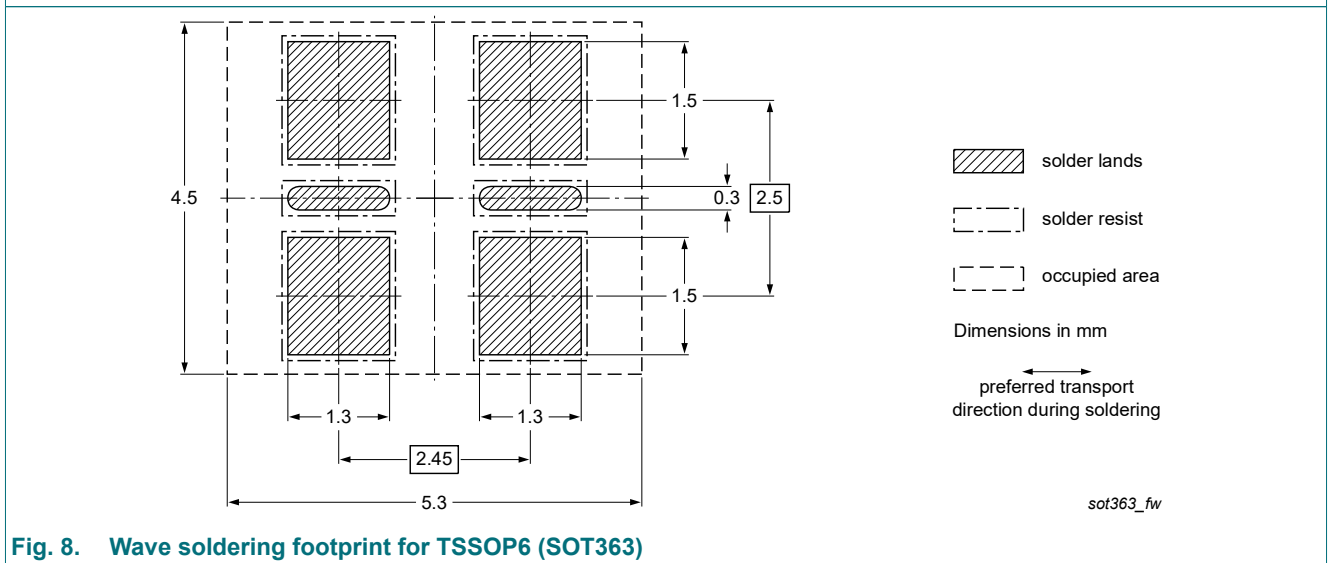 1.5
4.5
0.3 2.5
1.5
1.3 1.3
2.45
5.3
solder lands
solder resist
occupied area
Dimensions in mm
preferred transport
direction during soldering
sot363_fw
Fig. 8. Wave soldering footprint for TSSOP6 (SOT363)